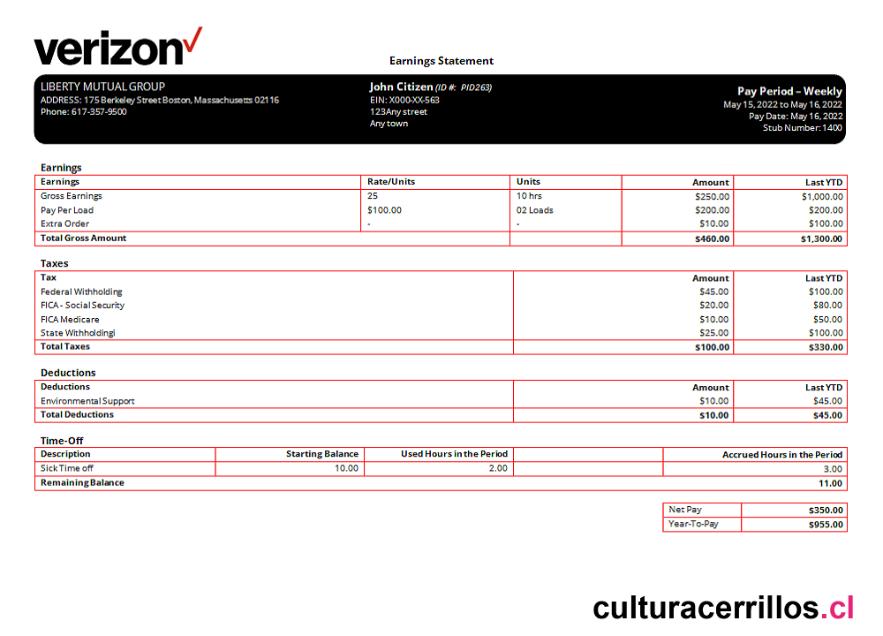 verizon
Earnings Statement
LIBERTY MUTUAL GROUP
ADDRESS: 175 Berkeley Street Boston, Massachusetts 02116
Phone: 617-357-9500
John Citizen (ID #: PID263)
EIN: X000-XX-563
123Any street
Any town
Pay Period – Weekly
May 15, 2022 to May 16, 2022
Pay Date: May 16, 2022
Stub Number: 1400
Earnings
Earnings Rate/Units Units Amount Last YTD
Gross Earnings 25 10 hrs $250.00 $1,000.00
Pay Per Load $100.00 02 Loads $200.00 $200.00
Extra Order - - $10.00 $100.00
Total Gross Amount $460.00 $1,300.00
Taxes
Tax Amount Last YTD
Federal Withholding $45.00 $100.00
FICA - Social Security $20.00 $80.00
FICA Medicare $10.00 $50.00
State Withholdingl $25.00 $100.00
Total Taxes $100.00 $330.00
Deductions
Deductions Amount Last YTD
Environmental Support $10.00 $45.00
Total Deductions $10.00 $45.00
Time-Off
Description Starting Balance Used Hours in the Period Accrued Hours in the Period
Sick Time off 10.00 2.00 3.00
Remaining Balance 11.00
Net Pay $350.00
Year-To-Pay $955.00
culturacerrillos.cl